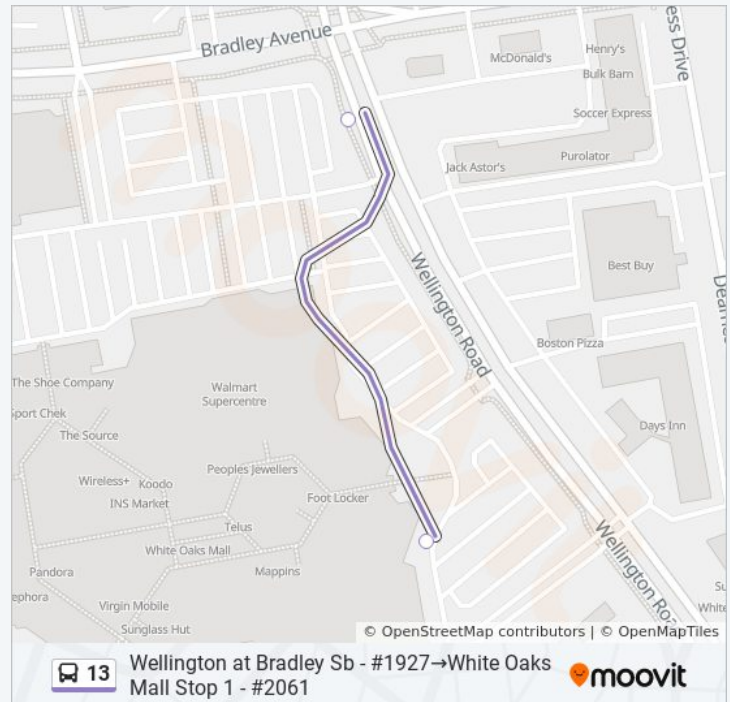 Bradley Avenue
ess Drive
McDonald's
Henry's
Bulk Barn
Soccer Express
Purolator
Jack Astor's
Wellington Road
Best Buy
Dearnes
Boston Pizza
The Shoe Company
Walmart
Supercentre
port Chek
The Source
Days Inn
Peoples Jewellers
Wireless+
Koodo
INS Market
Foot Locker
Telus
White Oaks Mall
Wellington Roa
Pandora
Mappins
ephora
Virgin Mobile
Sunglass Hut
Su
White
© OpenStreetMap contributors | © OpenMapTiles
13
Wellington at Bradley Sb - #1927→White Oaks
Mall Stop 1 - #2061
moovit